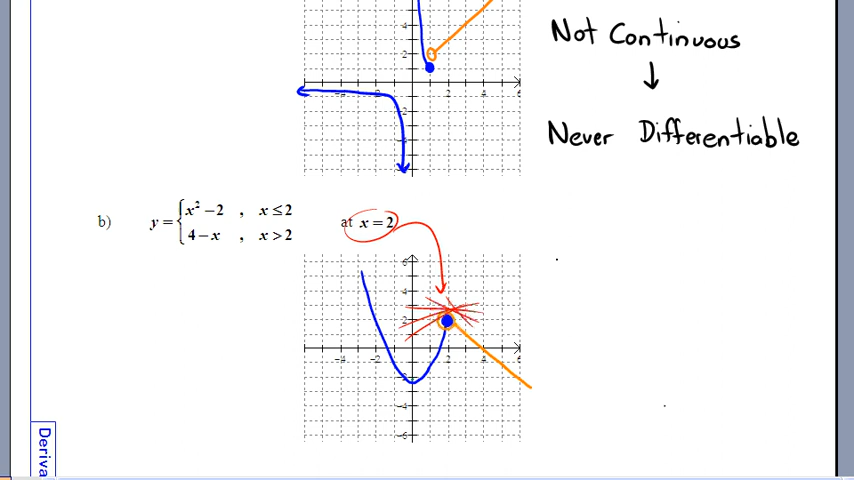 Not Continuous
↓
Never Differentiable
b) y = { x² − 2 , x ≤ 2 at x = 2
4 − x , x > 2
Deriva